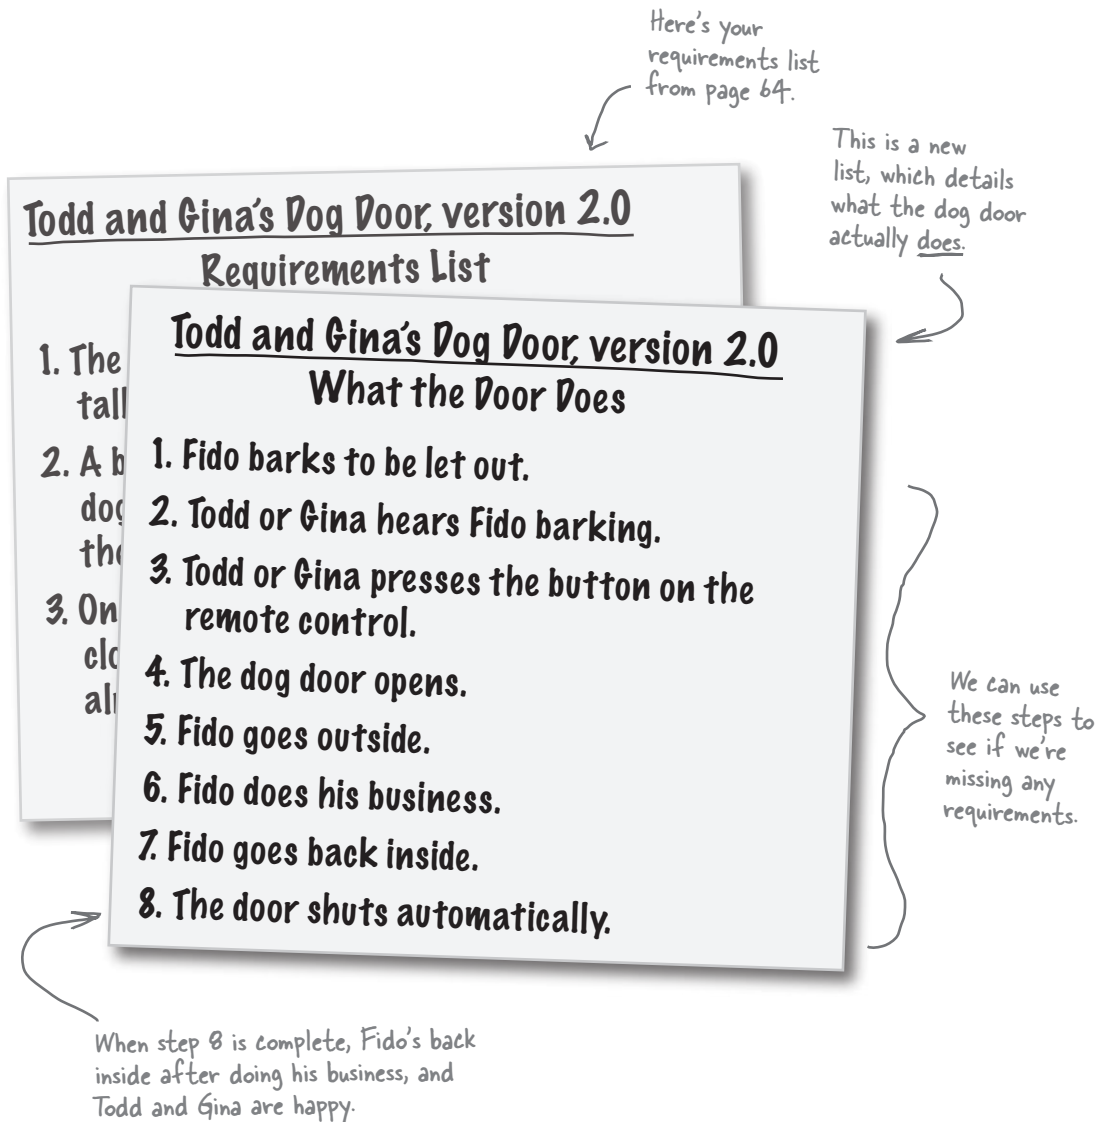 Here's your
requirements list
from page 64.
This is a new
list, which details
what the dog door
actually does.
Todd and Gina's Dog Door, version 2.0
Requirements List
1. The
tall
2. A b
dog
the
3. On
clo
Todd and Gina's Dog Door, version 2.0
What the Door Does
1. Fido barks to be let out.
2. Todd or Gina hears Fido barking.
3. Todd or Gina presses the button on the
remote control.
4. The dog door opens.
5. Fido goes outside.
6. Fido does his business.
7. Fido goes back inside.
8. The door shuts automatically.
We can use
these steps to
see if we're
missing any
requirements.
When step 8 is complete, Fido's back
inside after doing his business, and
Todd and Gina are happy.